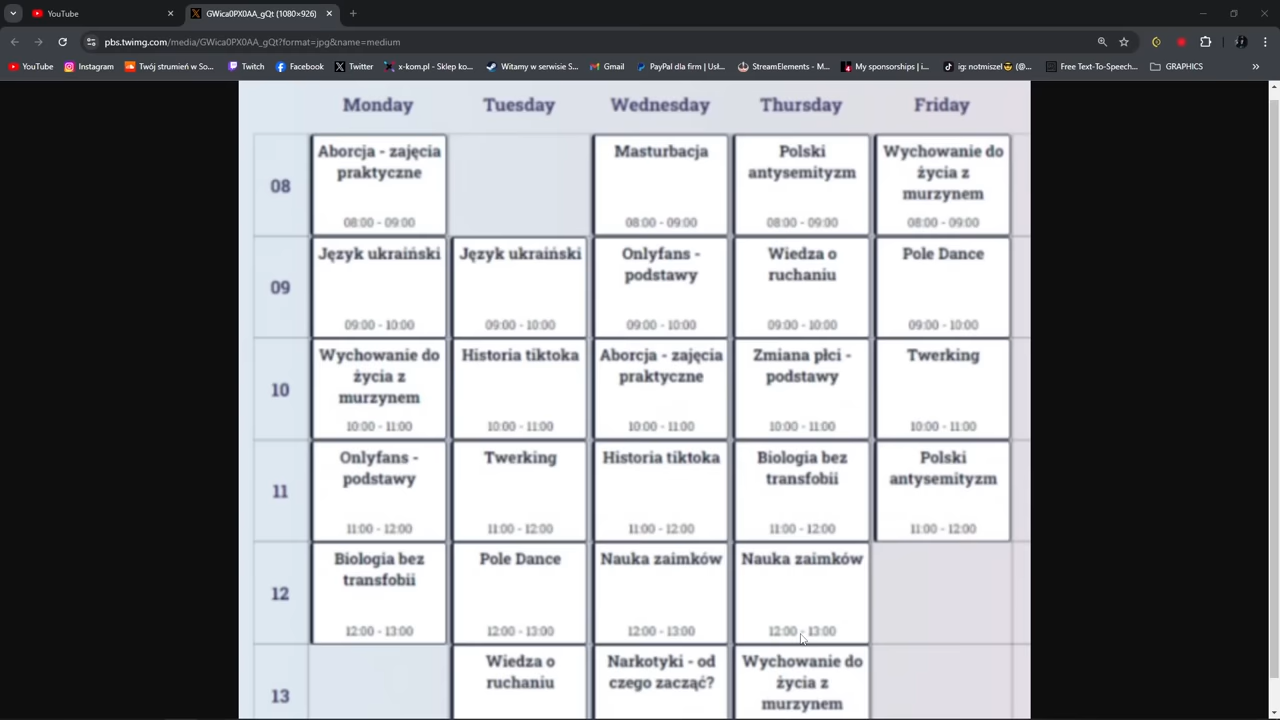 YouTube
GWica0PX0AA_gQt (1080×926)
pbs.twimg.com/media/GWica0PX0AA_gQt?format=jpg&name=medium
YouTube
Instagram
Twój strumień w So...
Twitch
Facebook
Twitter
x-kom.pl - Sklep ko...
Witamy w serwisie S...
Gmail
PayPal dla firm | Usł...
StreamElements - M...
My sponsorships | i...
ig: notmiszel😎 (@...
Free Text-To-Speech...
GRAPHICS
Monday
Tuesday
Wednesday
Thursday
Friday
08
Aborcja - zajęcia
praktyczne
08:00 - 09:00
Masturbacja
08:00 - 09:00
Polski
antysemityzm
08:00 - 09:00
Wychowanie do
życia z
murzynem
08:00 - 09:00
09
Język ukraiński
09:00 - 10:00
Język ukraiński
09:00 - 10:00
Onlyfans -
podstawy
09:00 - 10:00
Wiedza o
ruchaniu
09:00 - 10:00
Pole Dance
09:00 - 10:00
10
Wychowanie do
życia z
murzynem
10:00 - 11:00
Historia tiktoka
10:00 - 11:00
Aborcja - zajęcia
praktyczne
10:00 - 11:00
Zmiana płci -
podstawy
10:00 - 11:00
Twerking
10:00 - 11:00
11
Onlyfans -
podstawy
11:00 - 12:00
Twerking
11:00 - 12:00
Historia tiktoka
11:00 - 12:00
Biologia bez
transfobii
11:00 - 12:00
Polski
antysemityzm
11:00 - 12:00
12
Biologia bez
transfobii
12:00 - 13:00
Pole Dance
12:00 - 13:00
Nauka zaimków
12:00 - 13:00
Nauka zaimków
12:00 - 13:00
13
Wiedza o
ruchaniu
Narkotyki - od
czego zacząć?
Wychowanie do
życia z
murzynem